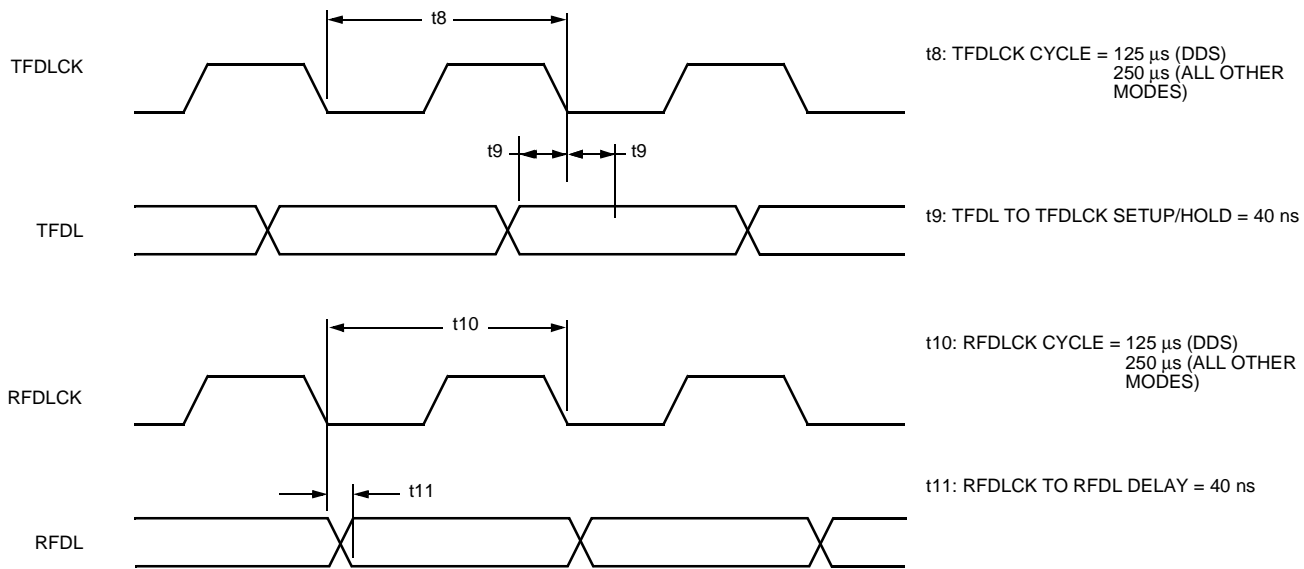 t8
TFDLCK
t8: TFDLCK CYCLE = 125 µs (DDS)
250 µs (ALL OTHER
MODES)
t9
t9
TFDL
t9: TFDL TO TFDLCK SETUP/HOLD = 40 ns
t10
RFDLCK
t10: RFDLCK CYCLE = 125 µs (DDS)
250 µs (ALL OTHER
MODES)
t11
RFDL
t11: RFDLCK TO RFDL DELAY = 40 ns